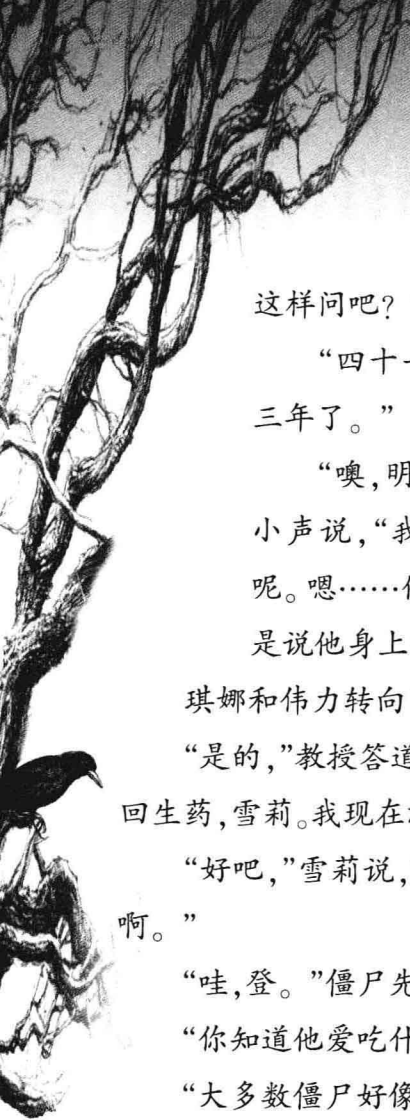 这样问吧？
“四十一
三年了。”
“噢,明
小声说,“我
呢。嗯……
是说他身上
琪娜和伟力转向
“是的,”教授答道
回生药,雪莉。我现在
“好吧,”雪莉说,
啊。”
“哇,登。”僵尸先
“你知道他爱吃什
“大多数僵尸好像